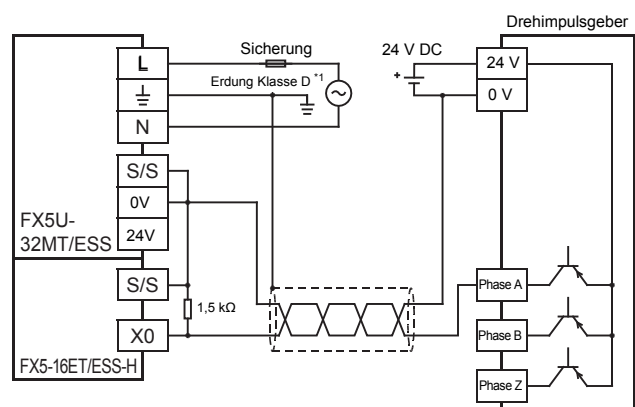 Drehimpulsgeber
L
Sicherung
24 V DC
24 V
Erdung Klasse D *1
+
0 V
N
S/S
0V
24V
FX5U-
32MT/ESS
S/S
1,5 kΩ
X0
FX5-16ET/ESS-H
Phase A
Phase B
Phase Z